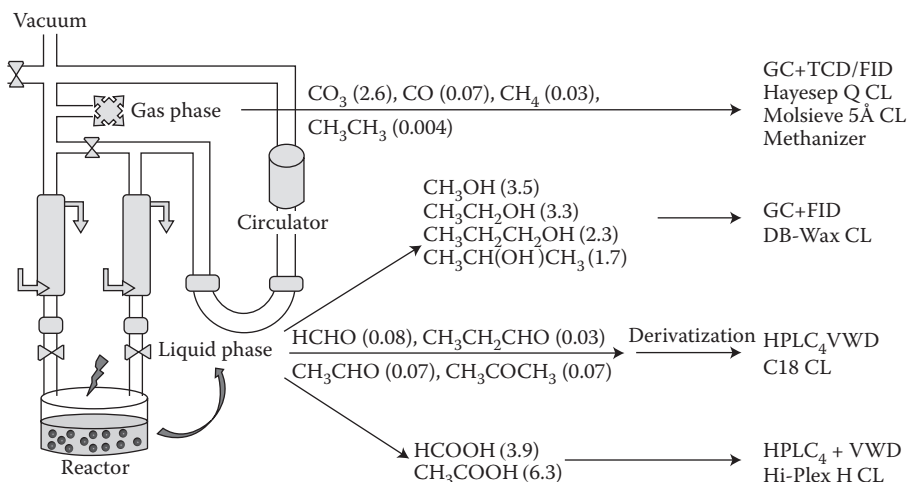 Vacuum
Gas phase
CO₃ (2.6), CO (0.07), CH₄ (0.03),
CH₃CH₃ (0.004)
GC+TCD/FID
Hayesep Q CL
Molsieve 5Å CL
Methanizer
Circulator
CH₃OH (3.5)
CH₃CH₂OH (3.3)
CH₃CH₂CH₂OH (2.3)
CH₃CH(OH)CH₃ (1.7)
GC+FID
DB-Wax CL
Liquid phase
HCHO (0.08), CH₃CH₂CHO (0.03)
CH₃CHO (0.07), CH₃COCH₃ (0.07)
Derivatization
HPLC₄VWD
C18 CL
Reactor
HCOOH (3.9)
CH₃COOH (6.3)
HPLC₄ + VWD
Hi-Plex H CL